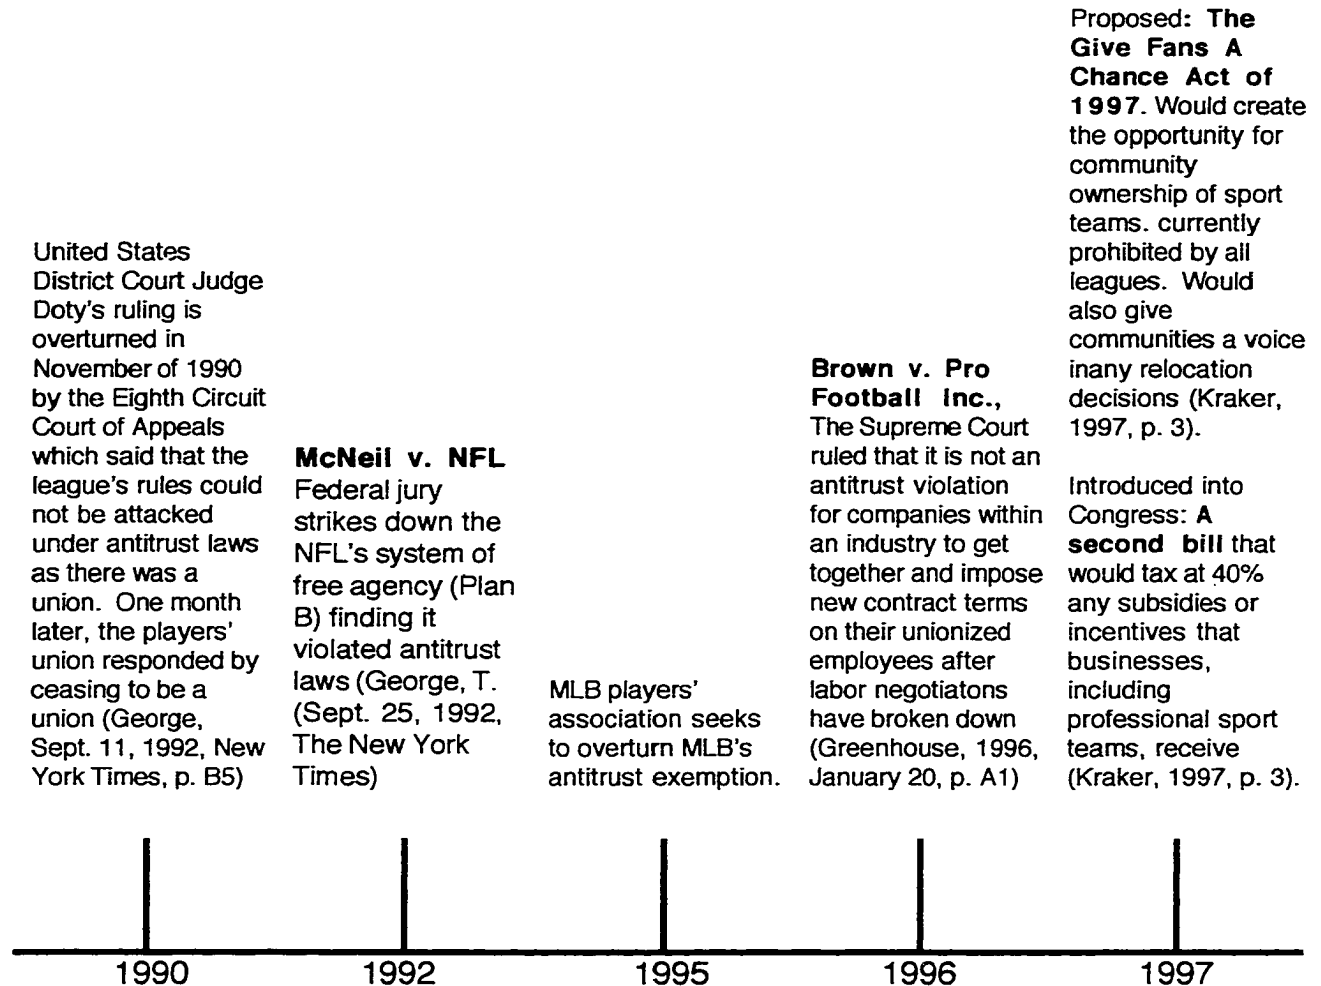 United States
District Court Judge
Doty's ruling is
overturned in
November of 1990
by the Eighth Circuit
Court of Appeals
which said that the
league's rules could
not be attacked
under antitrust laws
as there was a
union. One month
later, the players'
union responded by
ceasing to be a
union (George,
Sept. 11, 1992, New
York Times, p. B5)
McNeil v. NFL
Federal jury
strikes down the
NFL's system of
free agency (Plan
B) finding it
violated antitrust
laws (George, T.
(Sept. 25, 1992,
The New York
Times)
MLB players'
association seeks
to overturn MLB's
antitrust exemption.
Brown v. Pro
Football Inc.,
The Supreme Court
ruled that it is not an
antitrust violation
for companies within
an industry to get
together and impose
new contract terms
on their unionized
employees after
labor negotiatons
have broken down
(Greenhouse, 1996,
January 20, p. A1)
Proposed: The
Give Fans A
Chance Act of
1997. Would create
the opportunity for
community
ownership of sport
teams. currently
prohibited by all
leagues. Would
also give
communities a voice
inany relocation
decisions (Kraker,
1997, p. 3).
Introduced into
Congress: A
second bill that
would tax at 40%
any subsidies or
incentives that
businesses,
including
professional sport
teams, receive
(Kraker, 1997, p. 3).
1990
1992
1995
1996
1997